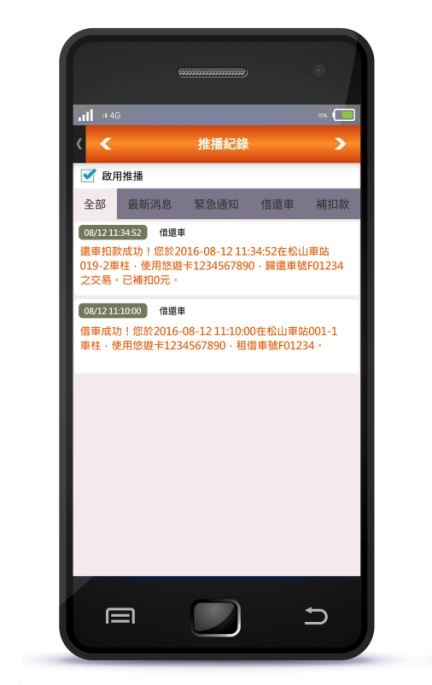 4G
70%
推播紀錄
啟用推播
全部 最新消息 緊急通知 借還車 補扣款
08/12 11:34:52 借還車
還車扣款成功！您於2016-08-12 11:34:52在松山車站
019-2車柱，使用悠遊卡1234567890，歸還車號F01234
之交易。已補扣0元。
08/12 11:10:00 借還車
借車成功！您於2016-08-12 11:10:00在松山車站001-1
車柱，使用悠遊卡1234567890，租借車號F01234。